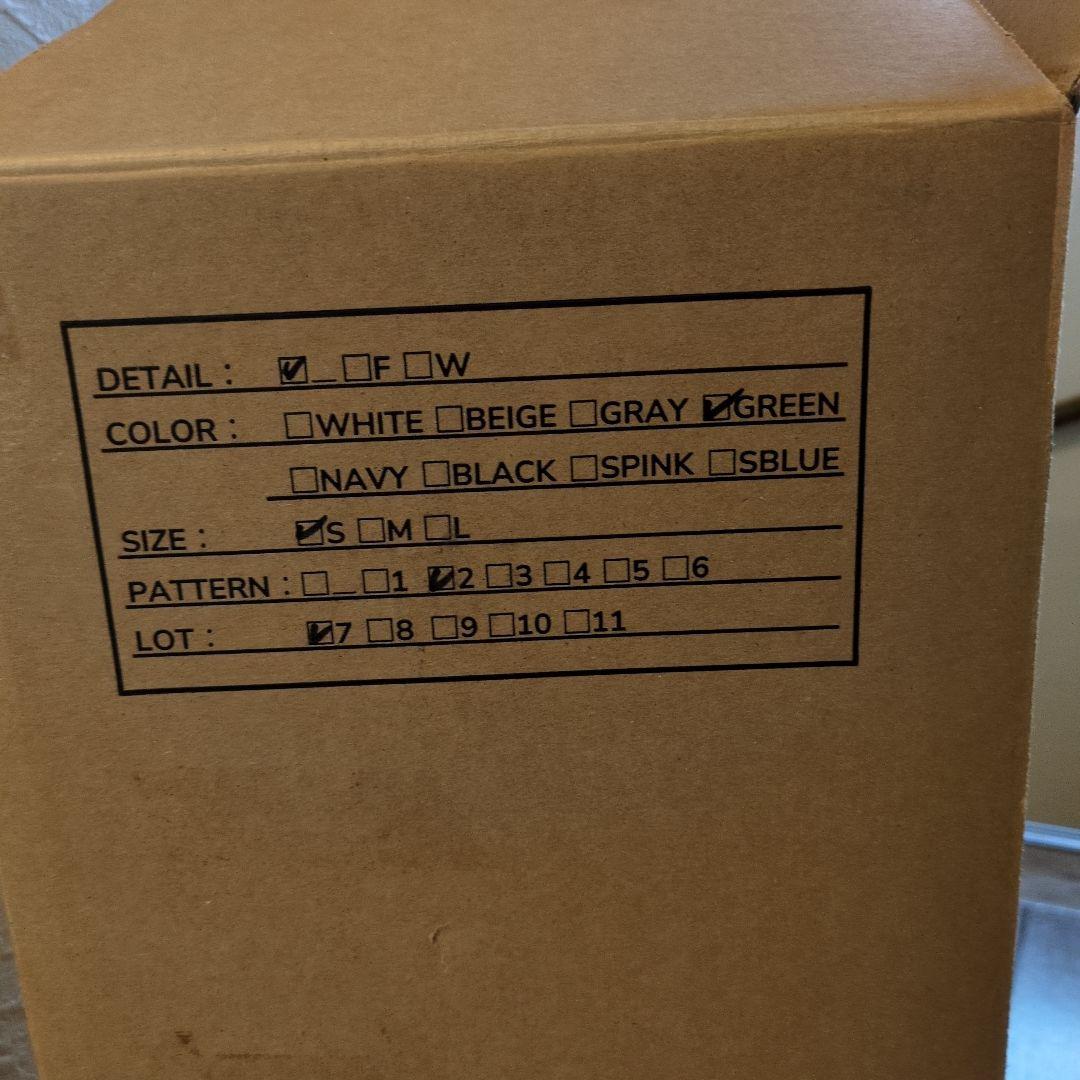 DETAIL : ☑_ ☐F ☐W
COLOR : ☐WHITE ☐BEIGE ☐GRAY ☑GREEN
☐NAVY ☐BLACK ☐SPINK ☐SBLUE
SIZE : ☑S ☐M ☐L
PATTERN : ☐_ ☐1 ☑2 ☐3 ☐4 ☐5 ☐6
LOT : ☑7 ☐8 ☐9 ☐10 ☐11